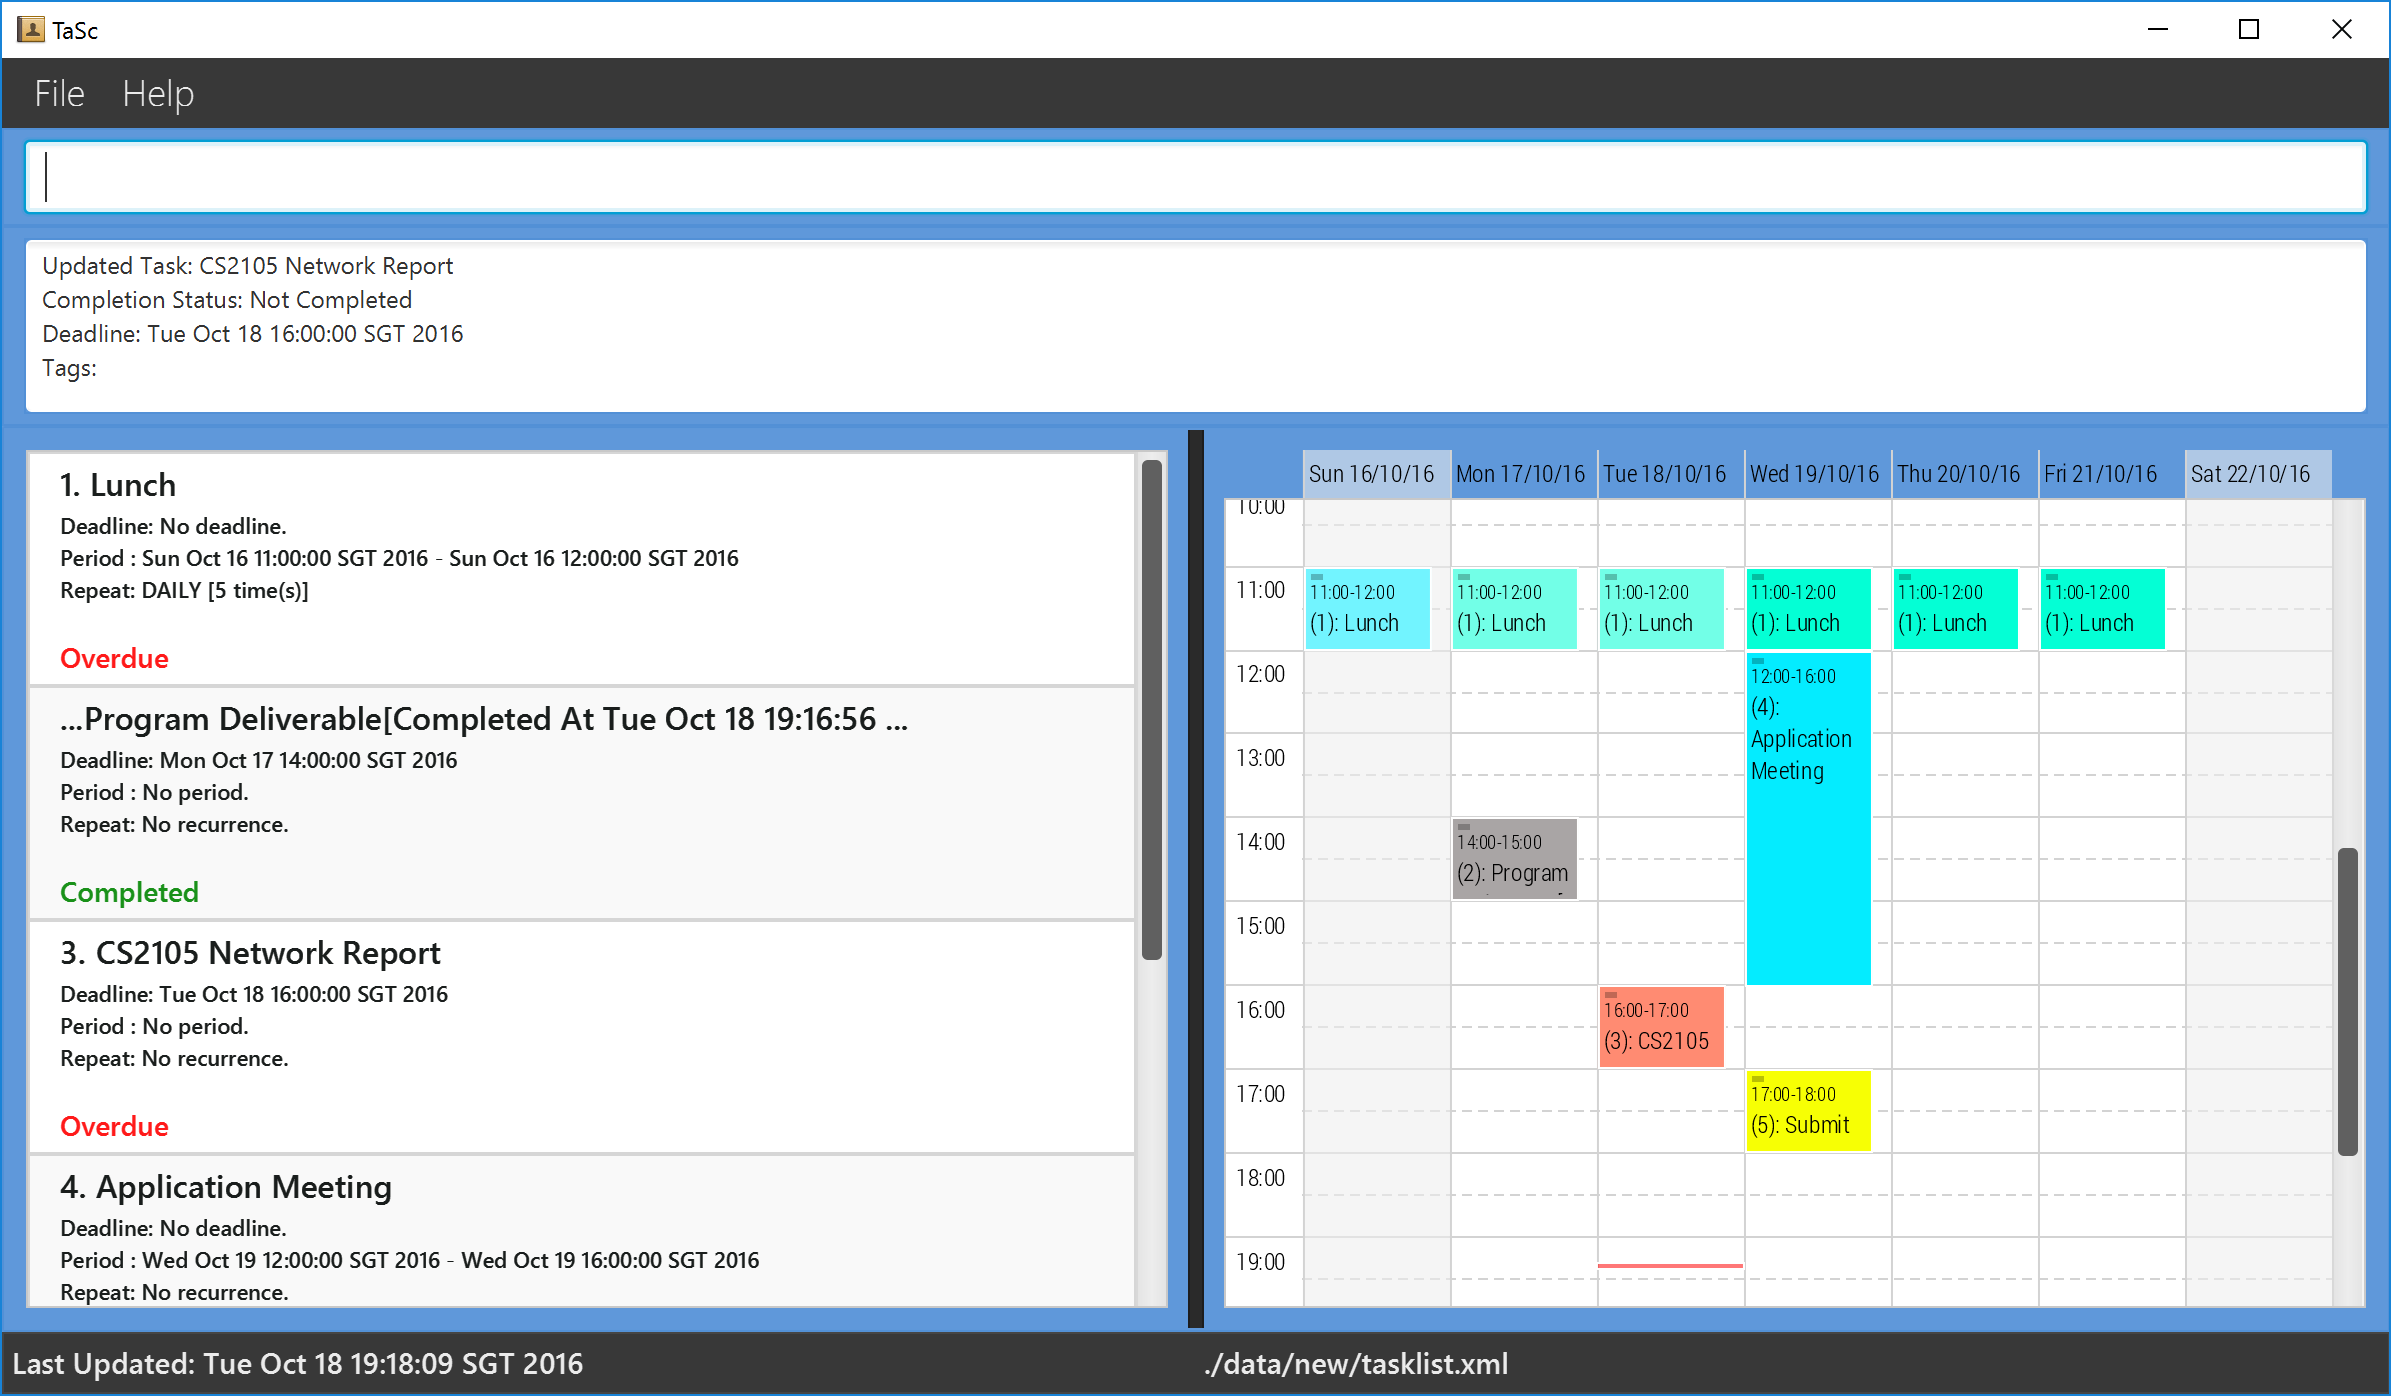 TaSc
File Help
Updated Task: CS2105 Network Report
Completion Status: Not Completed
Deadline: Tue Oct 18 16:00:00 SGT 2016
Tags:
1. Lunch
Deadline: No deadline.
Period : Sun Oct 16 11:00:00 SGT 2016 - Sun Oct 16 12:00:00 SGT 2016
Repeat: DAILY [5 time(s)]
Overdue
...Program Deliverable[Completed At Tue Oct 18 19:16:56 ...
Deadline: Mon Oct 17 14:00:00 SGT 2016
Period : No period.
Repeat: No recurrence.
Completed
3. CS2105 Network Report
Deadline: Tue Oct 18 16:00:00 SGT 2016
Period : No period.
Repeat: No recurrence.
Overdue
4. Application Meeting
Deadline: No deadline.
Period : Wed Oct 19 12:00:00 SGT 2016 - Wed Oct 19 16:00:00 SGT 2016
Repeat: No recurrence.
Sun 16/10/16 Mon 17/10/16 Tue 18/10/16 Wed 19/10/16 Thu 20/10/16 Fri 21/10/16 Sat 22/10/16
10:00
11:00
11:00-12:00 11:00-12:00 11:00-12:00 11:00-12:00 11:00-12:00 11:00-12:00
(1): Lunch (1): Lunch (1): Lunch (1): Lunch (1): Lunch (1): Lunch
12:00
12:00-16:00
(4):
Application
Meeting
13:00
14:00
14:00-15:00
(2): Program
15:00
16:00
16:00-17:00
(3): CS2105
17:00
17:00-18:00
(5): Submit
18:00
19:00
Last Updated: Tue Oct 18 19:18:09 SGT 2016
./data/new/tasklist.xml